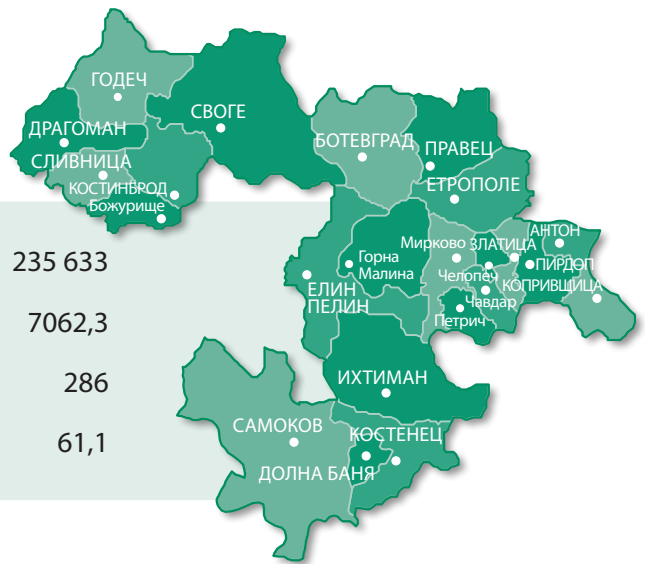 ГОДЕЧ
СВОГЕ
ДРАГОМАН
БОТЕВГРАД
ПРАВЕЦ
СЛИВНИЦА
КОСТИНБРОД
Божурище
ЕТРОПОЛЕ
235 633
7062,3
286
61,1
Горна
Малина
Мирково
ЗЛАТИЦА
АНТОН
Челопеч
ПИРДОП
КОПРИВЩИЦА
Чавдар
Петрич
ЕЛИН
ПЕЛИН
ИХТИМАН
САМОКОВ
КОСТЕНЕЦ
ДОЛНА БАНЯ